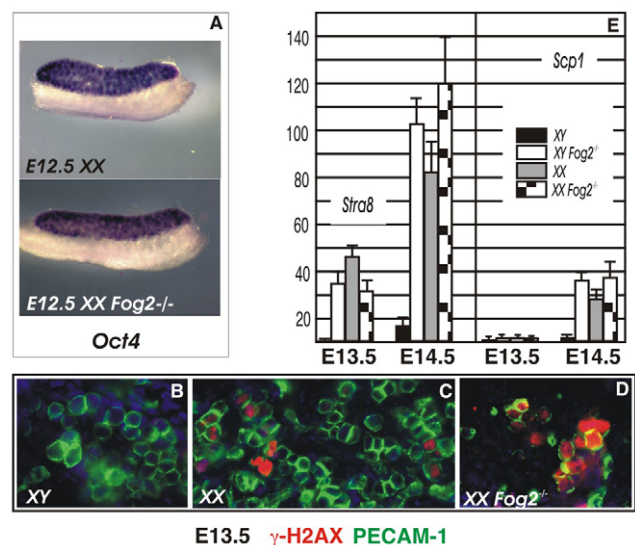 A
E12.5 XX
E12.5 XX Fog2-/-
Oct4
E
140
120
100
80
60
40
20
Scp1
XY
XY Fog2-/-
XX
XX Fog2-/-
Stra8
E13.5 E14.5 E13.5 E14.5
B
XY
C
XX
D
XX Fog2-/-
E13.5 γ-H2AX PECAM-1